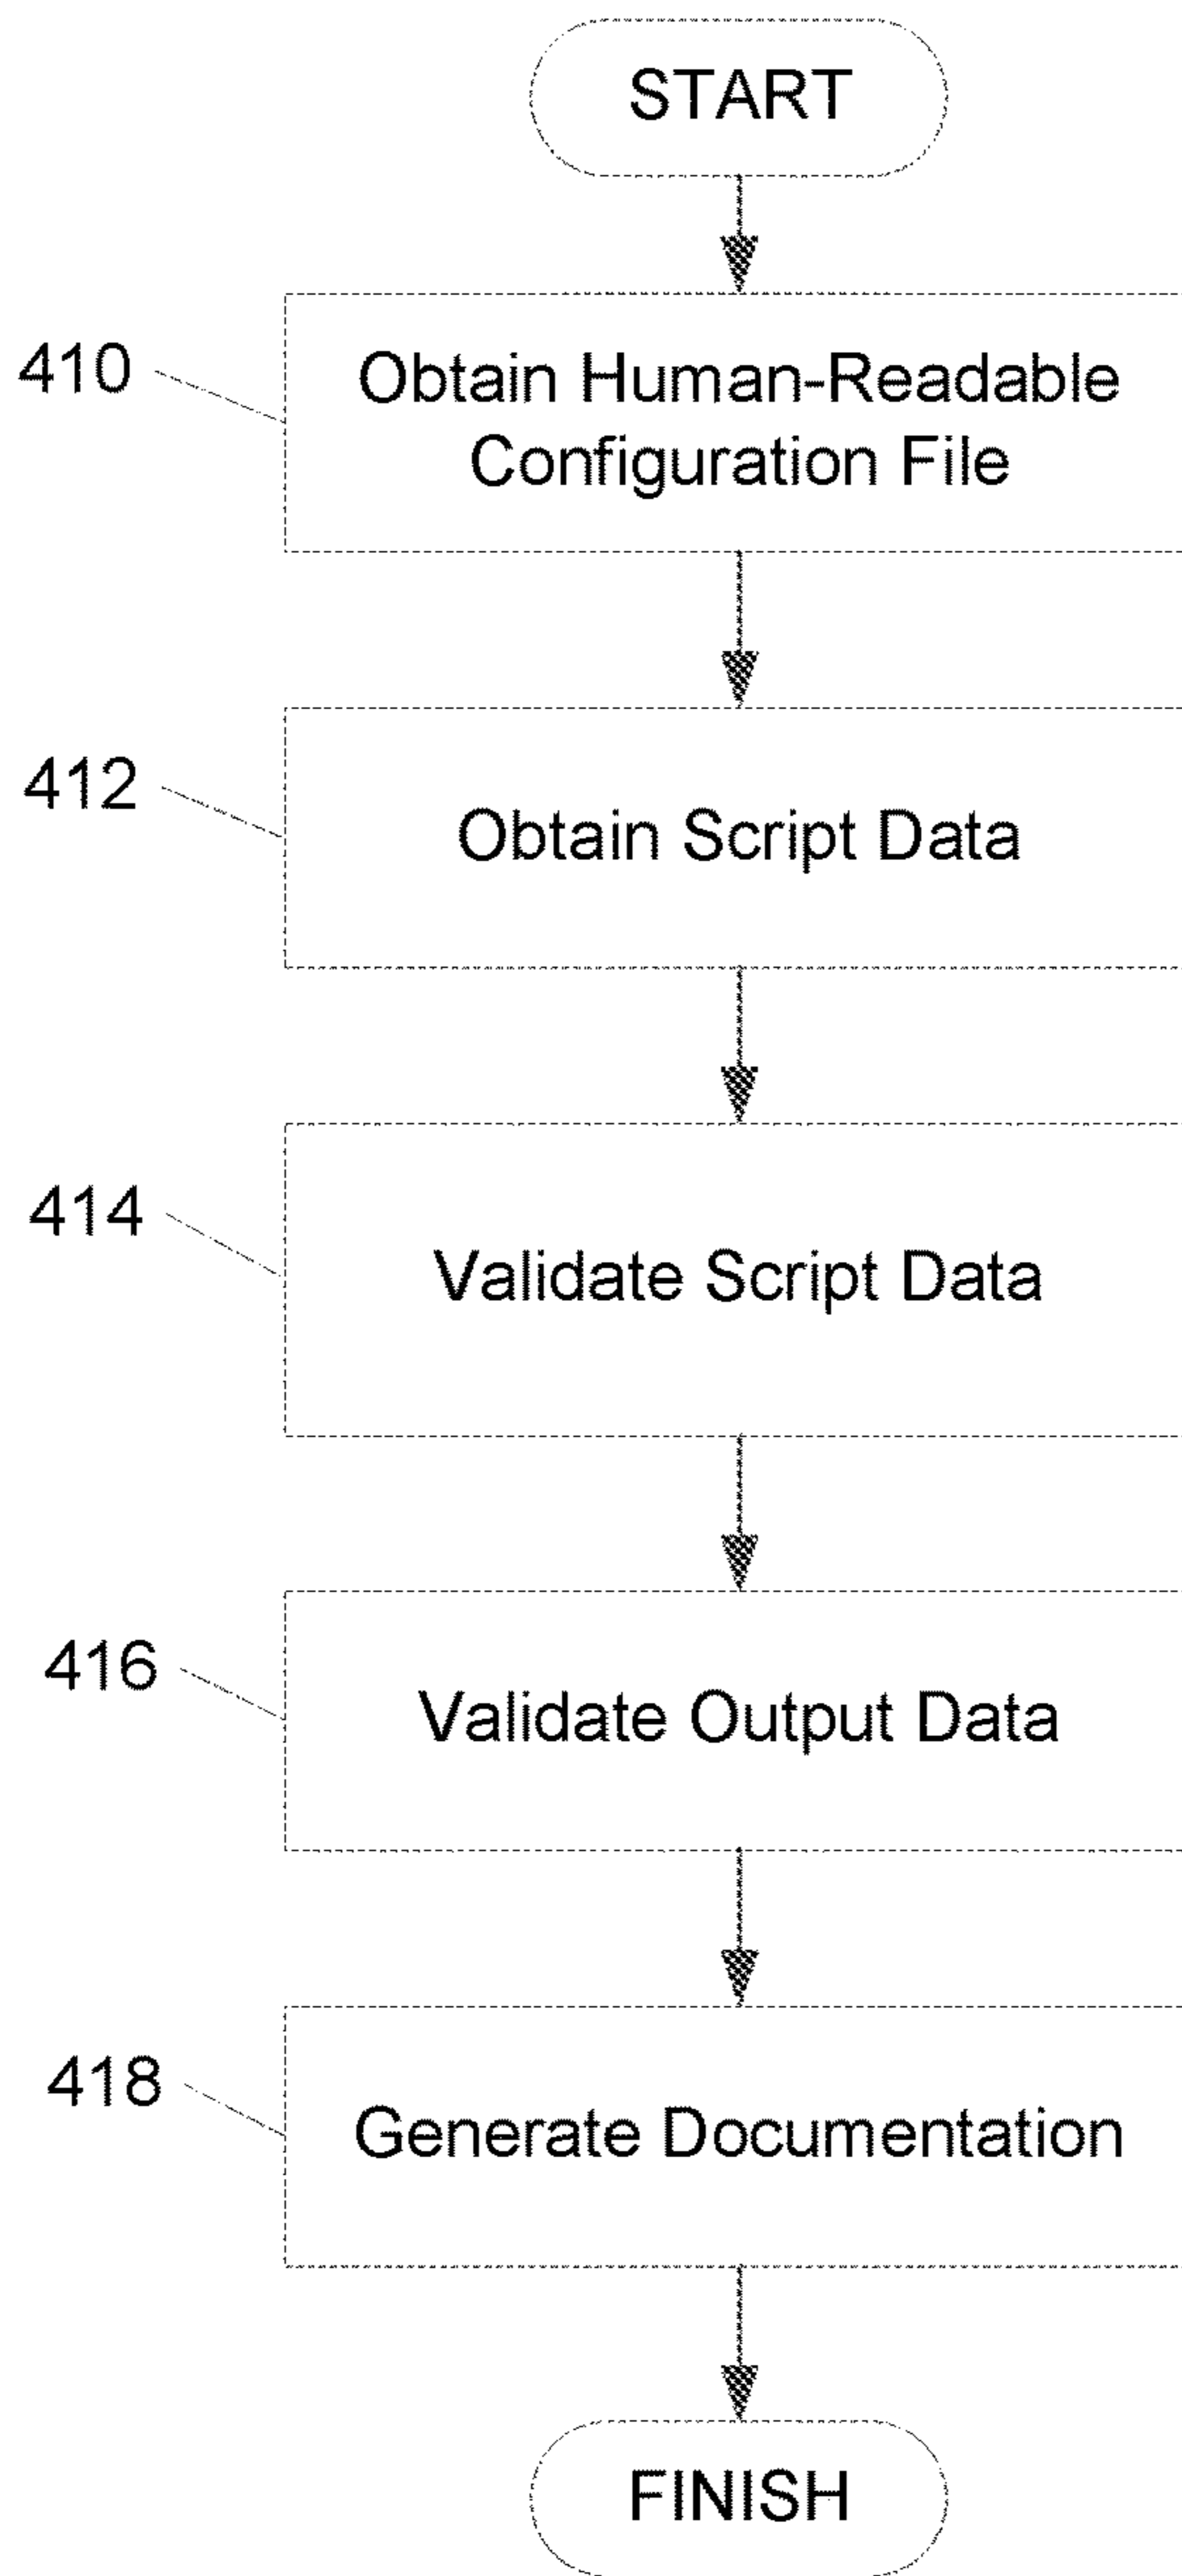 START
410
Obtain Human-Readable
Configuration File
412
Obtain Script Data
414
Validate Script Data
416
Validate Output Data
418
Generate Documentation
FINISH